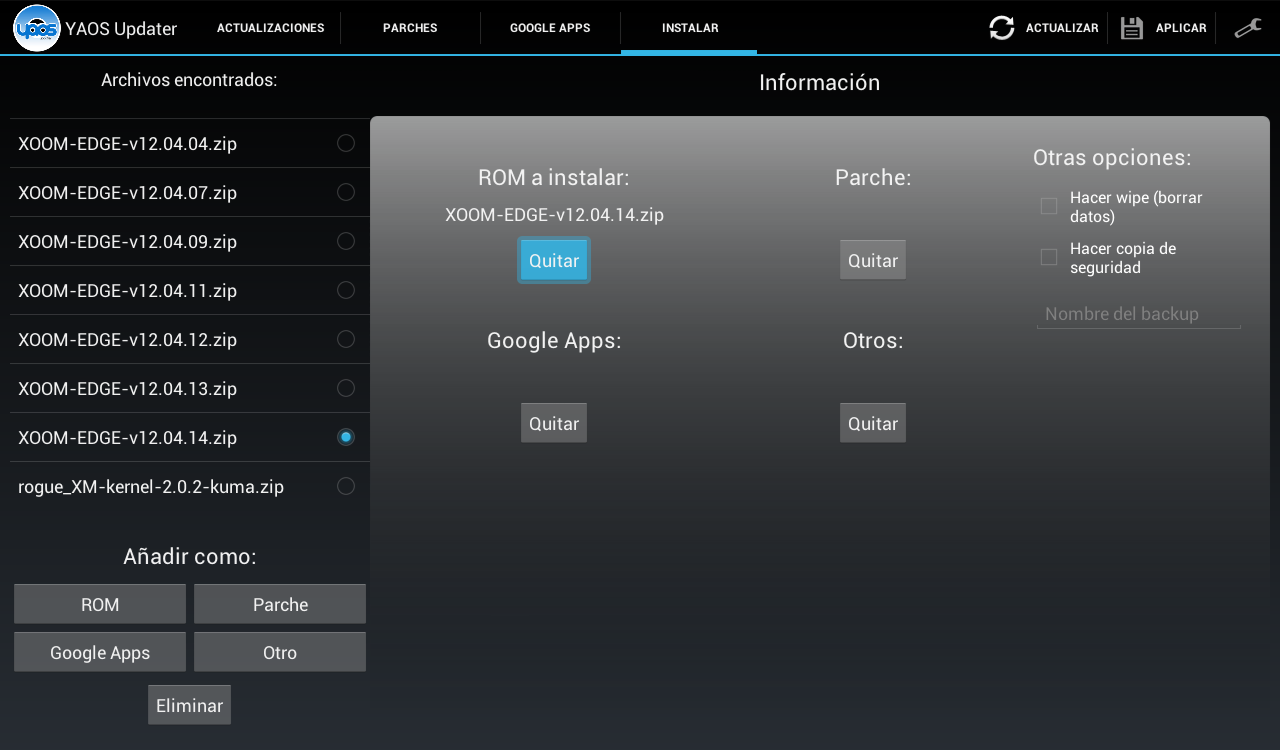 yaos
YAOS Updater
ACTUALIZACIONES
PARCHES
GOOGLE APPS
INSTALAR
ACTUALIZAR
APLICAR
Archivos encontrados:
XOOM-EDGE-v12.04.04.zip
XOOM-EDGE-v12.04.07.zip
XOOM-EDGE-v12.04.09.zip
XOOM-EDGE-v12.04.11.zip
XOOM-EDGE-v12.04.12.zip
XOOM-EDGE-v12.04.13.zip
XOOM-EDGE-v12.04.14.zip
rogue_XM-kernel-2.0.2-kuma.zip
Añadir como:
ROM
Parche
Google Apps
Otro
Eliminar
Información
ROM a instalar:
XOOM-EDGE-v12.04.14.zip
Quitar
Parche:
Quitar
Google Apps:
Quitar
Otros:
Quitar
Otras opciones:
Hacer wipe (borrar
datos)
Hacer copia de
seguridad
Nombre del backup